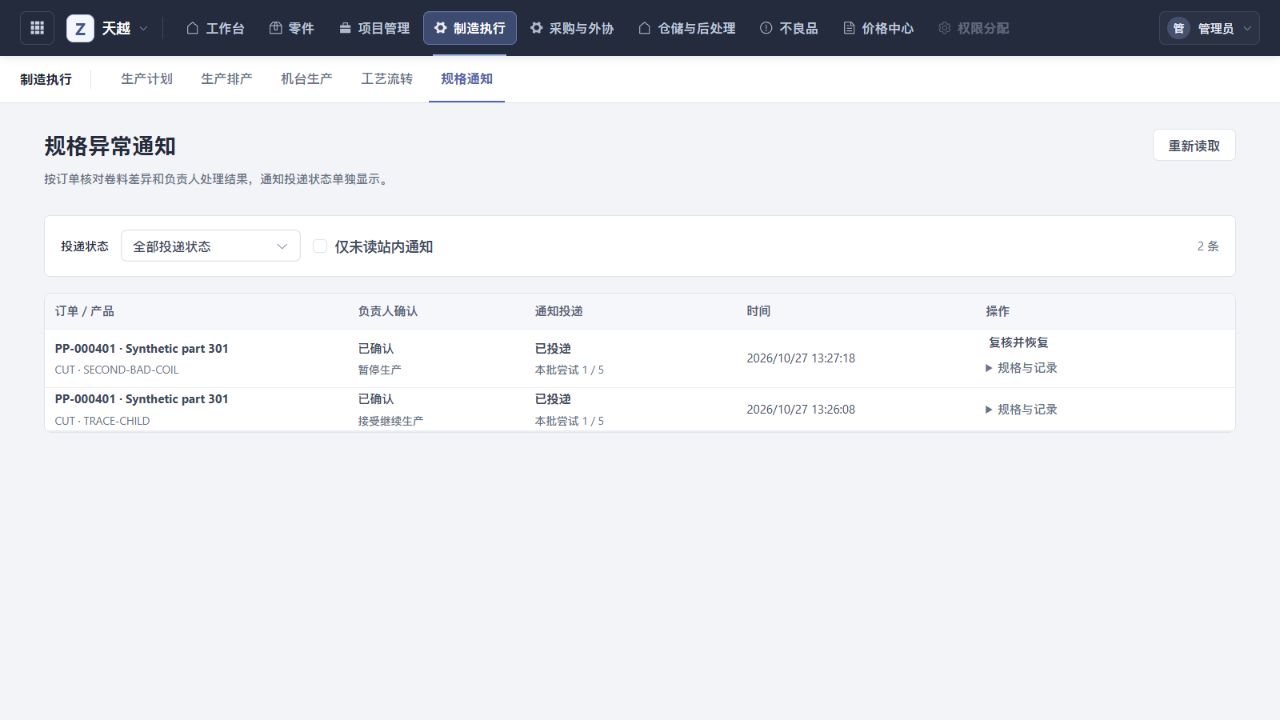 Z 天越 工作台 零件 项目管理 制造执行 采购与外协 仓储与后处理 不良品 价格中心 权限分配 管 管理员
制造执行 生产计划 生产排产 机台生产 工艺流转 规格通知
规格异常通知
重新读取
按订单核对卷料差异和负责人处理结果，通知投递状态单独显示。
投递状态 全部投递状态 仅未读站内通知 2 条
订单 / 产品 负责人确认 通知投递 时间 操作
PP-000401 · Synthetic part 301 已确认 已投递 2026/10/27 13:27:18 复核并恢复
CUT · SECOND-BAD-COIL 暂停生产 本批尝试 1 / 5 规格与记录
PP-000401 · Synthetic part 301 已确认 已投递 2026/10/27 13:26:08 规格与记录
CUT · TRACE-CHILD 接受继续生产 本批尝试 1 / 5